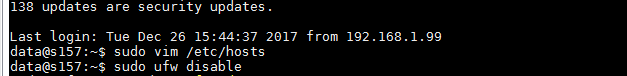 138 updates are security updates.
Last login: Tue Dec 26 15:44:37 2017 from 192.168.1.99
data@s157:~$ sudo vim /etc/hosts
data@s157:~$ sudo ufw disable